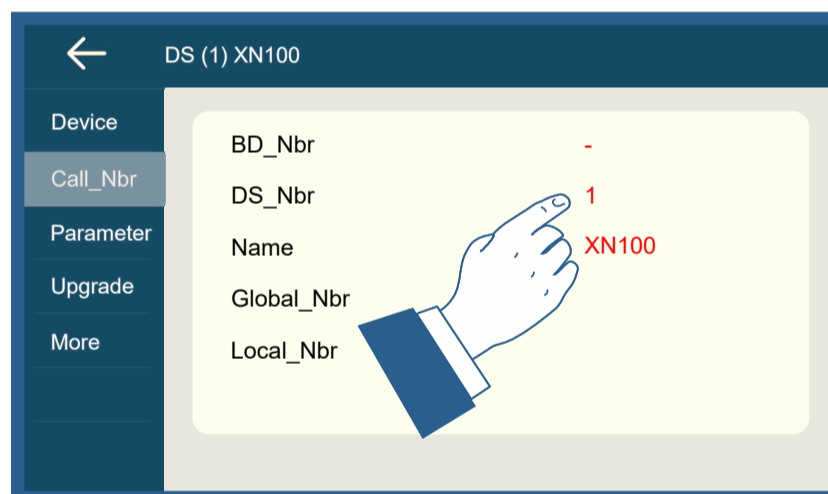 DS (1) XN100
Device
Call_Nbr
Parameter
Upgrade
More
BD_Nbr -
DS_Nbr 1
Name XN100
Global_Nbr
Local_Nbr